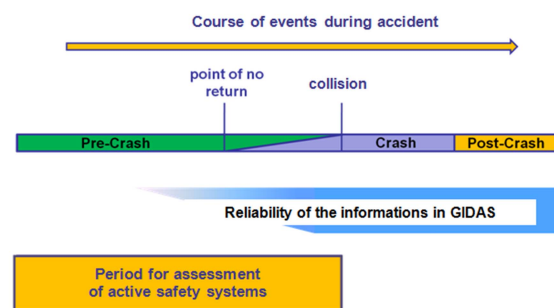 Course of events during accident
point of no
return
collision
Pre-Crash
Crash
Post-Crash
Reliability of the informations in GIDAS
Period for assessment
of active safety systems